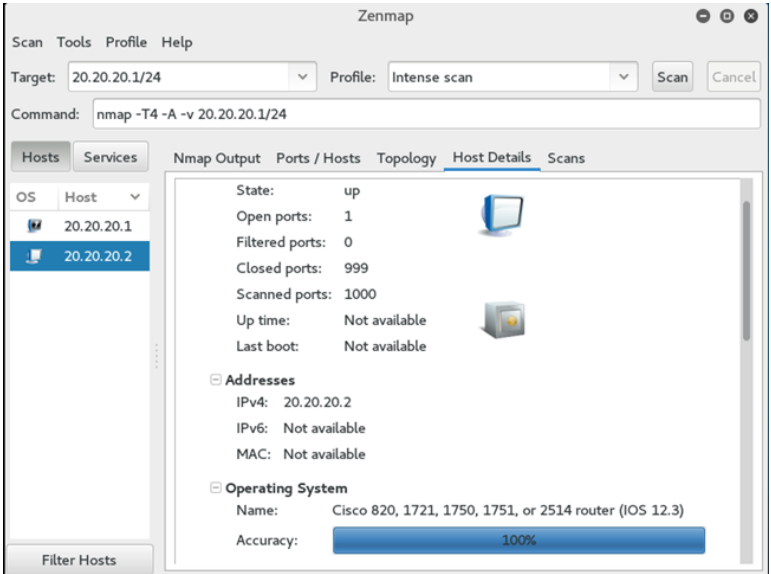 Zenmap
Scan Tools Profile Help
Target: 20.20.20.1/24 Profile: Intense scan Scan Cancel
Command: nmap -T4 -A -v 20.20.20.1/24
Hosts Services
Nmap Output Ports / Hosts Topology Host Details Scans
OS Host
20.20.20.1
20.20.20.2
Filter Hosts
State: up
Open ports: 1
Filtered ports: 0
Closed ports: 999
Scanned ports: 1000
Up time: Not available
Last boot: Not available
Addresses
IPv4: 20.20.20.2
IPv6: Not available
MAC: Not available
Operating System
Name: Cisco 820, 1721, 1750, 1751, or 2514 router (IOS 12.3)
Accuracy: 100%